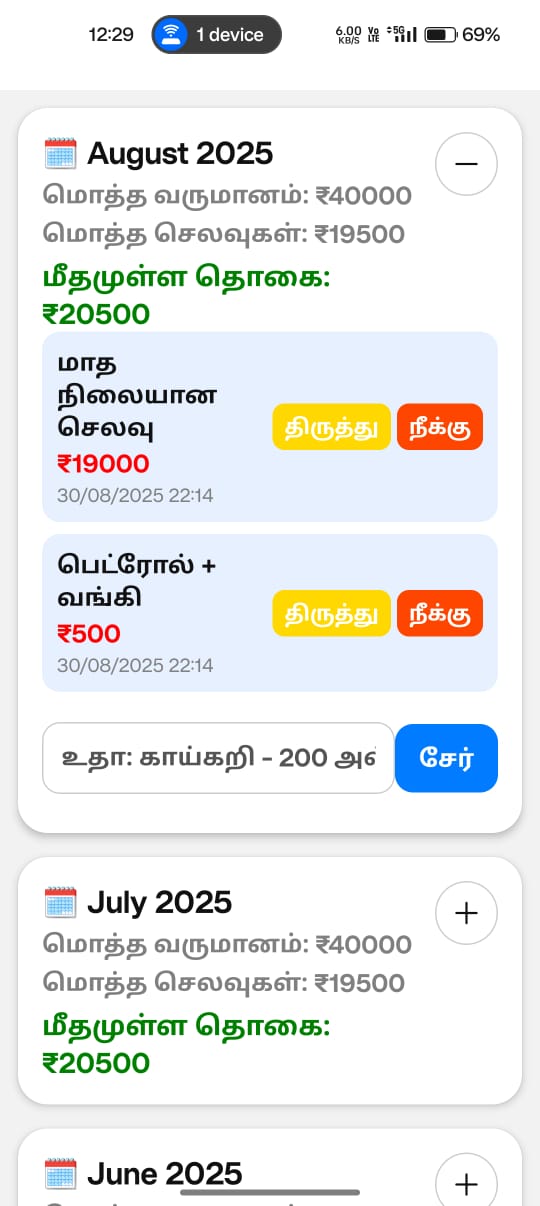 12:29
1 device
6.00 KB/S
Vo LTE
5G
69%
August 2025
மொத்த வருமானம்: ₹40000
மொத்த செலவுகள்: ₹19500
மீதமுள்ள தொகை:
₹20500
மாத
நிலையான
செலவு
₹19000
30/08/2025 22:14
திருத்து
நீக்கு
பெட்ரோல் +
வங்கி
₹500
30/08/2025 22:14
திருத்து
நீக்கு
உதா: காய்கறி - 200
சேர்
July 2025
மொத்த வருமானம்: ₹40000
மொத்த செலவுகள்: ₹19500
மீதமுள்ள தொகை:
₹20500
June 2025